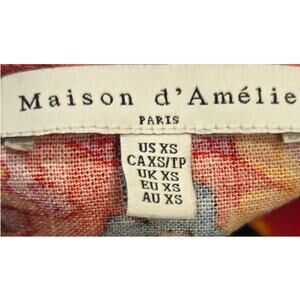 Maison d'Amélie
PARIS
US XS
CA XS/TP
UK XS
EU XS
AU XS